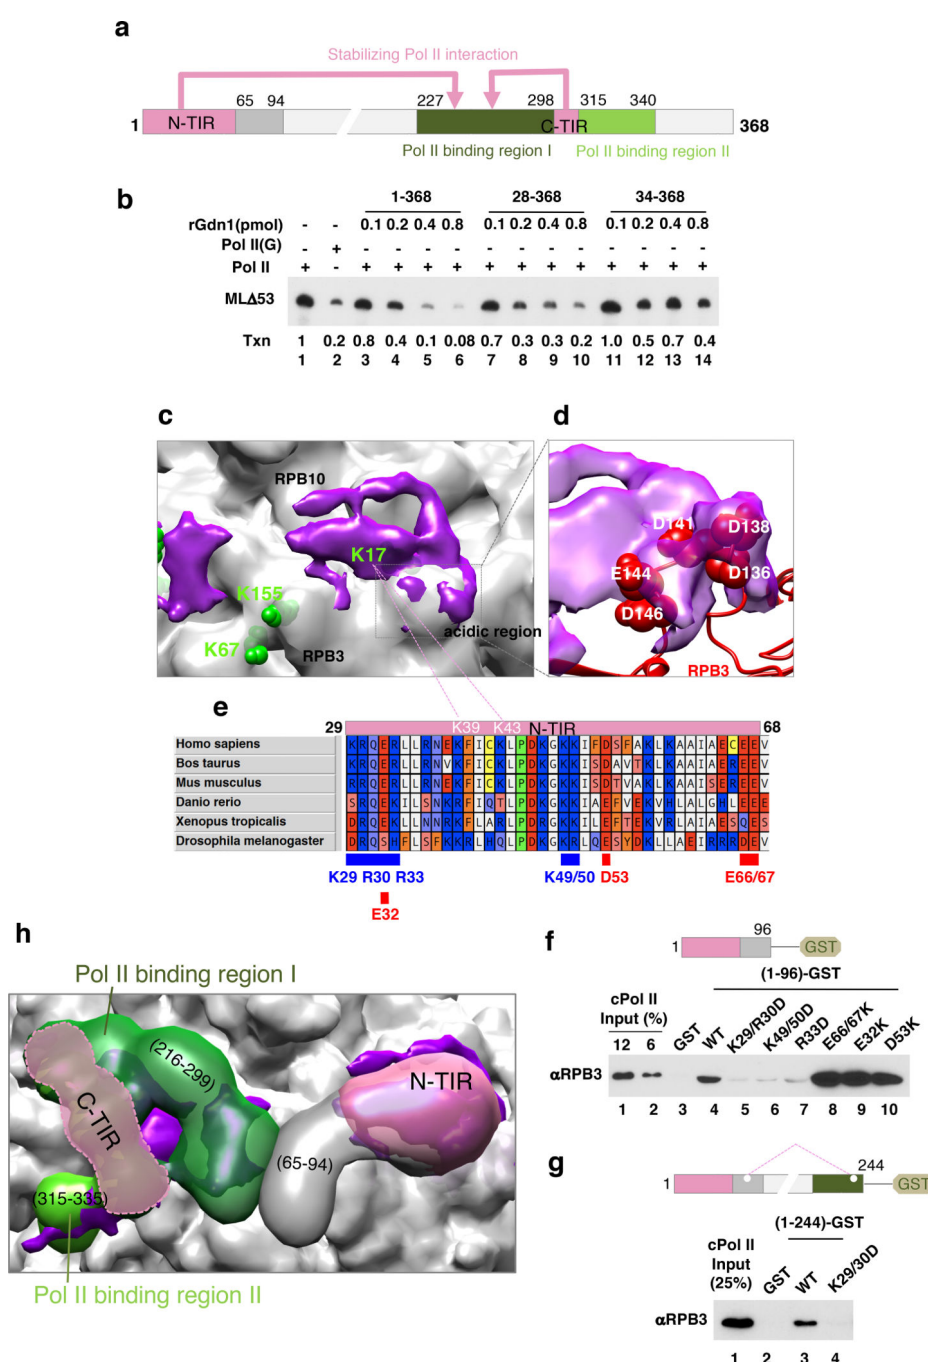 a
Stabilizing Pol II interaction
65 94 227 298 315 340
1 N-TIR C-TIR 368
Pol II binding region I Pol II binding region II
b
1-368 28-368 34-368
rGdn1(pmol) - - 0.1 0.2 0.4 0.8 0.1 0.2 0.4 0.8 0.1 0.2 0.4 0.8
Pol II(G) - + - - - - - - - - - - - -
Pol II + - + + + + + + + + + + + +
MLΔ53
Txn 1 0.2 0.8 0.4 0.1 0.08 0.7 0.3 0.3 0.2 1.0 0.5 0.7 0.4
1 2 3 4 5 6 7 8 9 10 11 12 13 14
c
RPB10
K17
K155
K67
RPB3
acidic region
d
D141 D138
E144 D136
D146
RPB3
e
29 K39 K43 N-TIR 68
Homo sapiens KRQERLLRNEKFICKLPDKGKKIFDSFAKLKAAIAECEEV
Bos taurus KRQERLLRNVKFICKLPDKGKKISDAVTKLKAAIAEREEV
Mus musculus KRQERLLRNEKFICKLPDKGKKISDTVAKLKAAISEREEV
Danio rerio SRQEKILSNKRFIQTLPDKGKKIAEFVEKVHLALGHLEEE
Xenopus tropicalis DRQEKLLNNRKFLARLPDRGKKILEFTEKVRLAIAESQES
Drosophila melanogaster DRQSHFLSFKKRLHQLPDGKRLQESYDKLLAEIRRRDEV
K29 R30 R33 K49/50 D53 E66/67
E32
h
Pol II binding region I
(216-299)
N-TIR
C-TIR
(65-94)
(315-335)
Pol II binding region II
f
96
1 GST
(1-96)-GST
cPol II
Input (%)
12 6 GST WT K29/R30D K49/50D R33D E66/67K E32K D53K
αRPB3
1 2 3 4 5 6 7 8 9 10
g
244
1 GST
(1-244)-GST
cPol II
Input
(25%) GST WT K29/30D
αRPB3
1 2 3 4